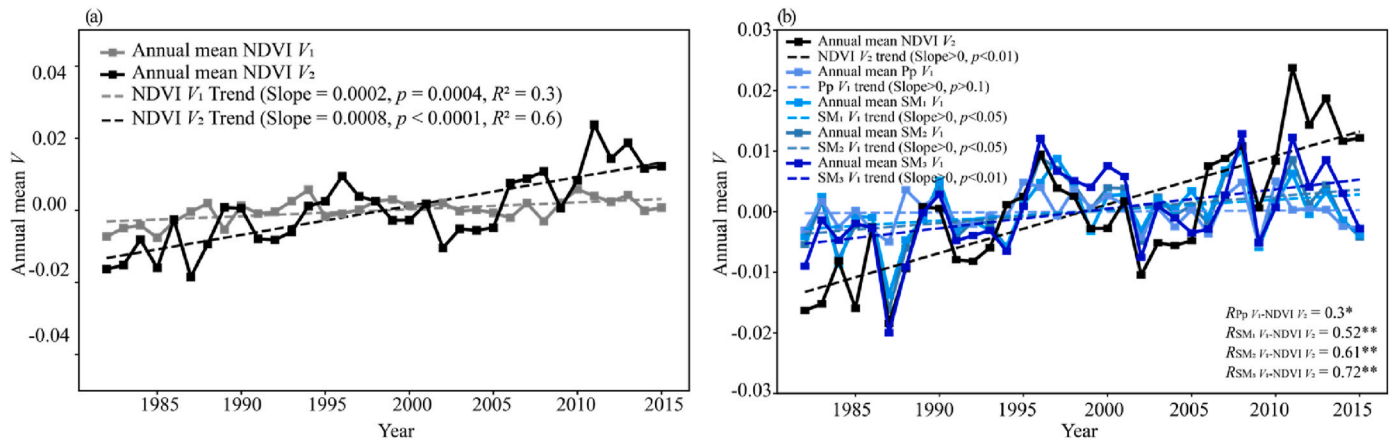 (a)
Annual mean V
0.04
0.02
0.00
-0.02
-0.04
Annual mean NDVI V₁
Annual mean NDVI V₂
NDVI V₁ Trend (Slope = 0.0002, p = 0.0004, R² = 0.3)
NDVI V₂ Trend (Slope = 0.0008, p < 0.0001, R² = 0.6)
1985 1990 1995 2000 2005 2010 2015
Year
(b)
Annual mean V
0.03
0.02
0.01
0.00
-0.01
-0.02
-0.03
Annual mean NDVI V₂
NDVI V₂ trend (Slope>0, p<0.01)
Annual mean Pp V₁
Pp V₁ trend (Slope>0, p>0.1)
Annual mean SM₁ V₁
SM₁ V₁ trend (Slope>0, p<0.05)
Annual mean SM₂ V₁
SM₂ V₁ trend (Slope>0, p<0.05)
Annual mean SM₃ V₁
SM₃ V₁ trend (Slope>0, p<0.01)
RPp V₁-NDVI V₂ = 0.3*
RSM₁ V₁-NDVI V₂ = 0.52**
RSM₂ V₁-NDVI V₂ = 0.61**
RSM₃ V₁-NDVI V₂ = 0.72**
1985 1990 1995 2000 2005 2010 2015
Year